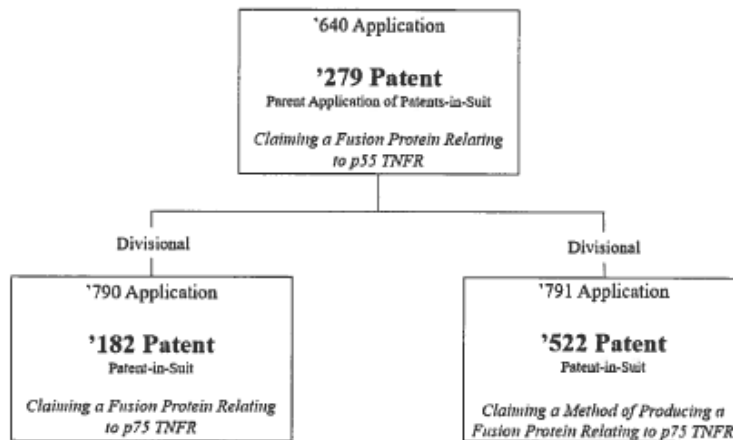 '640 Application
'279 Patent
Parent Application of Patents-in-Suit
Claiming a Fusion Protein Relating
to p55 TNFR
Divisional
Divisional
'790 Application
'182 Patent
Patent-in-Suit
Claiming a Fusion Protein Relating
to p75 TNFR
'791 Application
'522 Patent
Patent-in-Suit
Claiming a Method of Producing a
Fusion Protein Relating to p75 TNFR